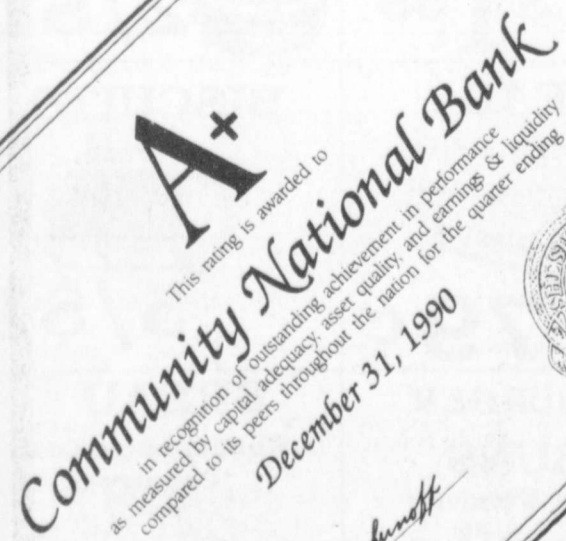 A+
This rating is awarded to
Community National Bank
in recognition of outstanding achievement in performance
as measured by capital adequacy, asset quality, and earnings & liquidity
compared to its peers throughout the nation for the quarter ending
December 31, 1990